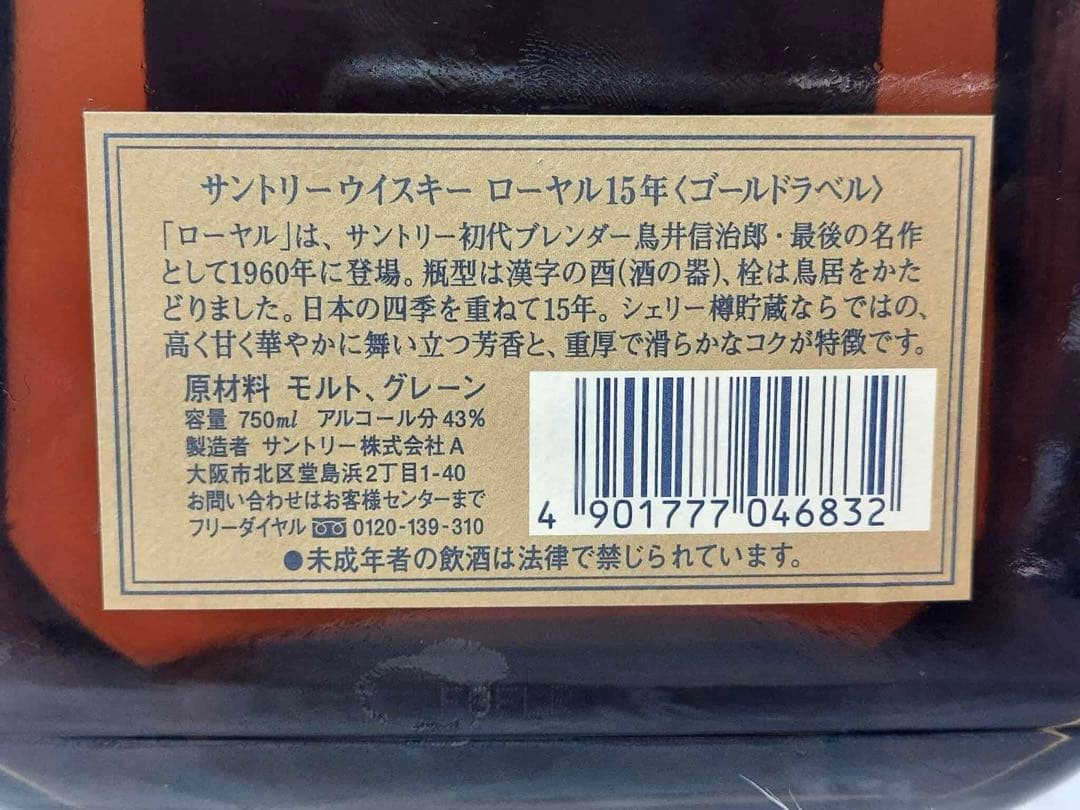 サントリーウイスキー ローヤル15年〈ゴールドラベル〉
「ローヤル」は、サントリー初代ブレンダー鳥井信治郎・最後の名作
として1960年に登場。瓶型は漢字の酉(酒の器)、栓は鳥居をかた
どりました。日本の四季を重ねて15年。シェリー樽貯蔵ならではの、
高く甘く華やかに舞い立つ芳香と、重厚で滑らかなコクが特徴です。
原材料 モルト、グレーン
容量 750ml アルコール分43%
製造者 サントリー株式会社A
大阪市北区堂島浜2丁目1-40
お問い合わせはお客様センターまで
フリーダイヤル 0120-139-310
4 901777 046832
●未成年者の飲酒は法律で禁じられています。